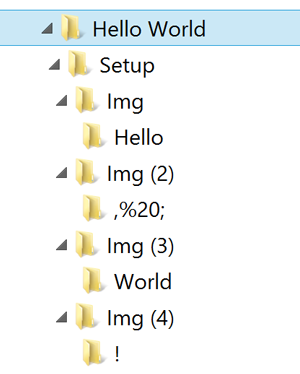 Hello World
Setup
Img
Hello
Img (2)
,%20;
Img (3)
World
Img (4)
!